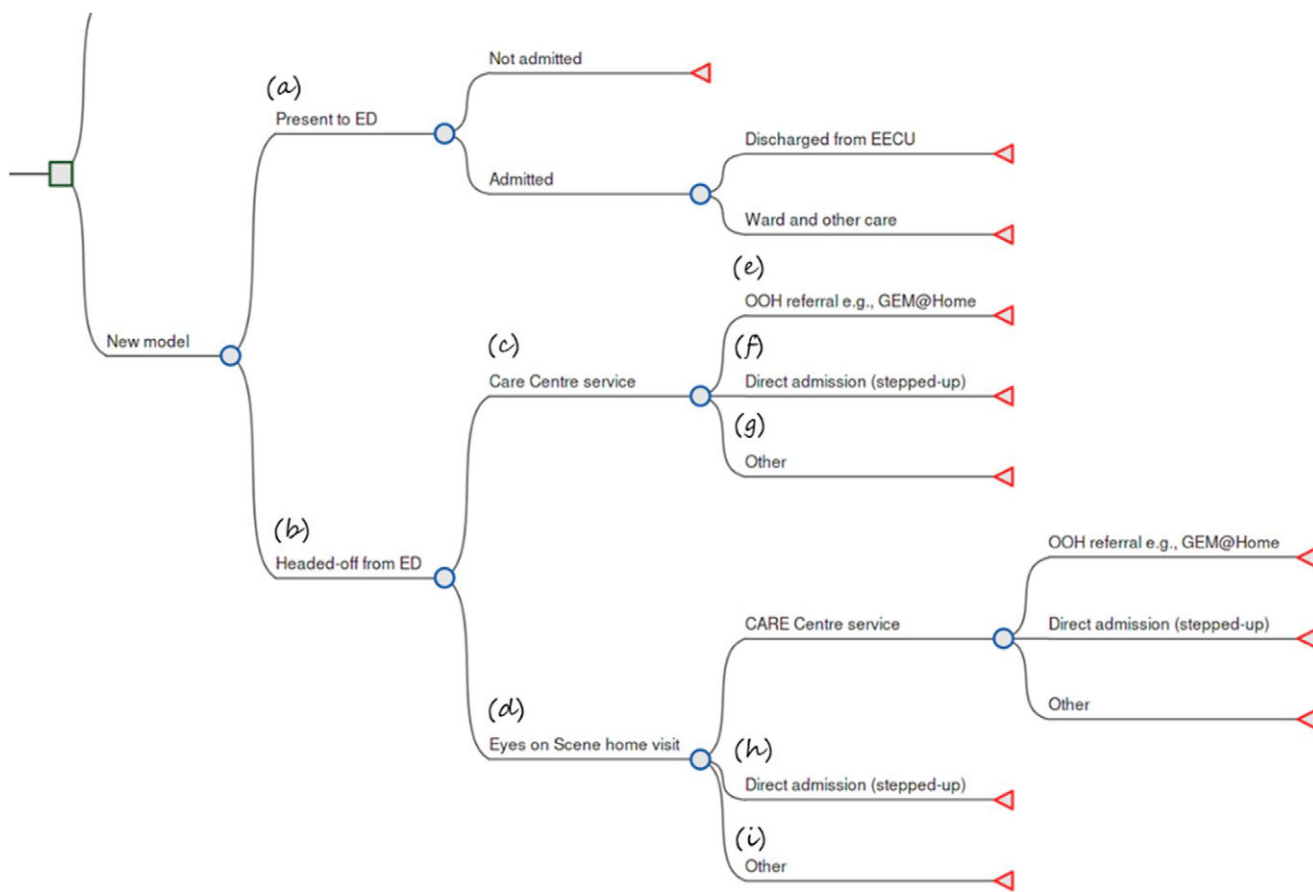 Not admitted
(a)
Present to ED
Discharged from EECU
Admitted
Ward and other care
(e)
OOH referral e.g., GEM@Home
New model
(c)
(f)
Care Centre service
Direct admission (stepped-up)
(g)
Other
(b)
Headed-off from ED
OOH referral e.g., GEM@Home
CARE Centre service
Direct admission (stepped-up)
(d)
Other
Eyes on Scene home visit
(h)
Direct admission (stepped-up)
(i)
Other